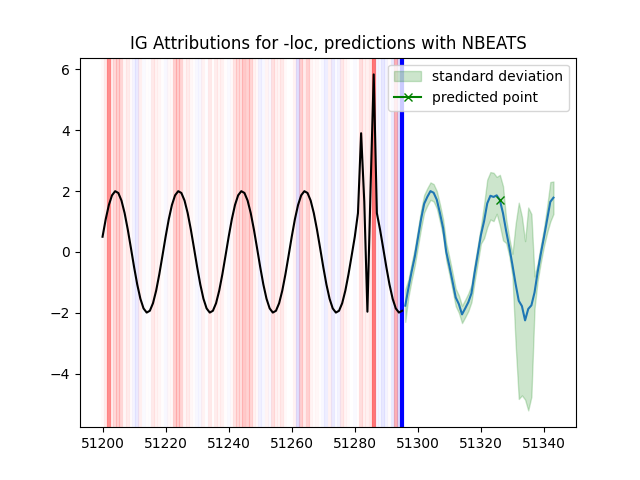 IG Attributions for -loc, predictions with NBEATS
standard deviation
predicted point
6
4
2
0
−2
−4
51200 51220 51240 51260 51280 51300 51320 51340